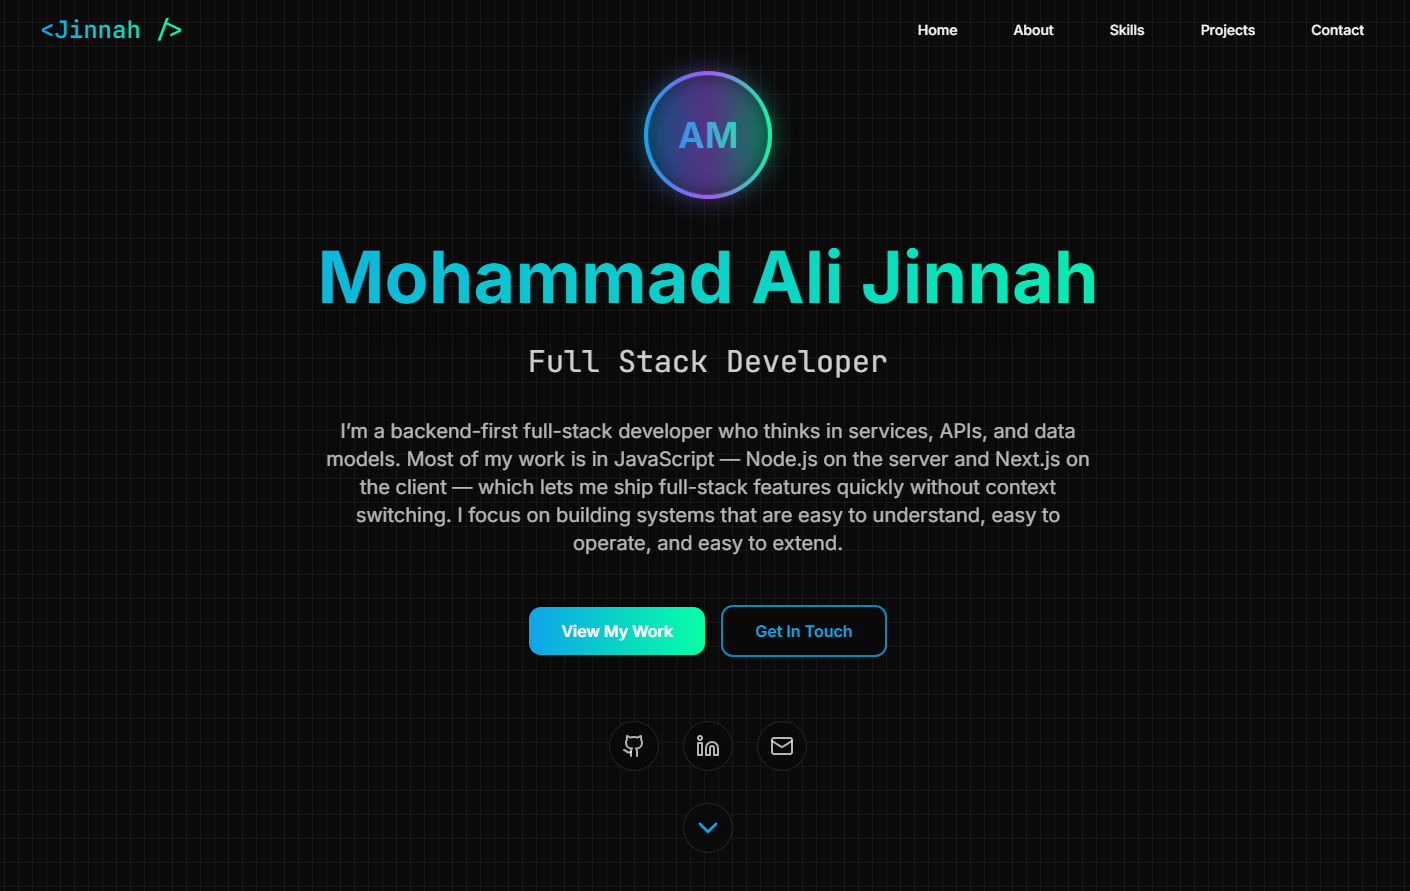 <Jinnah />
Home About Skills Projects Contact
AM
Mohammad Ali Jinnah
Full Stack Developer
I’m a backend-first full-stack developer who thinks in services, APIs, and data
models. Most of my work is in JavaScript — Node.js on the server and Next.js on
the client — which lets me ship full-stack features quickly without context
switching. I focus on building systems that are easy to understand, easy to
operate, and easy to extend.
View My Work
Get In Touch